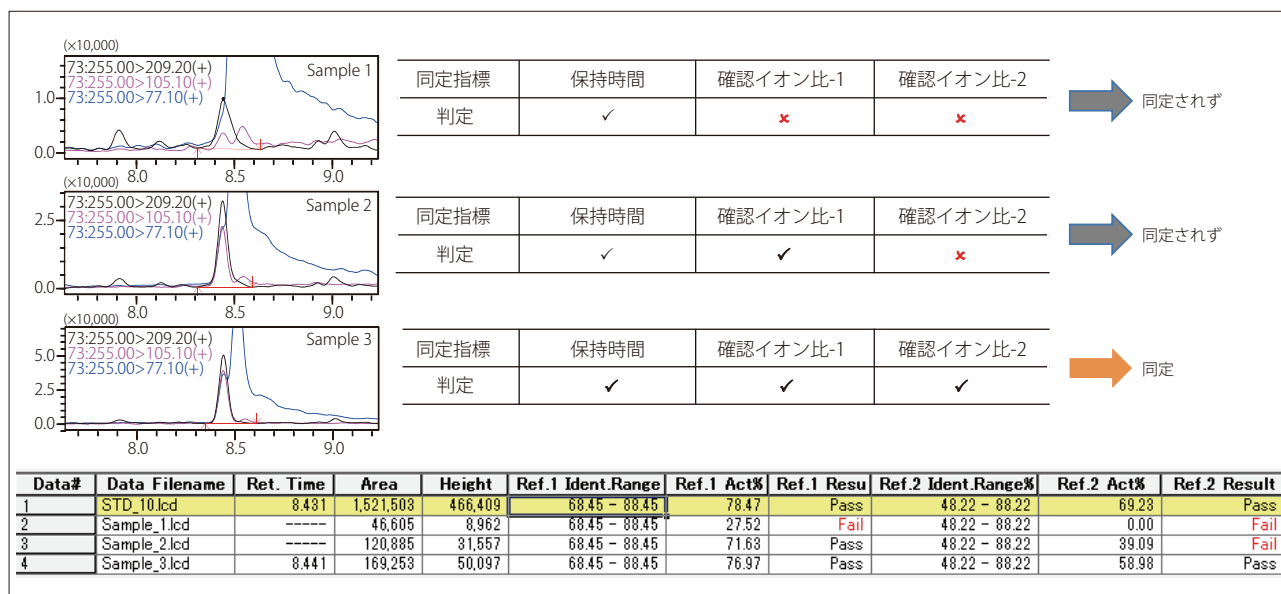 (×10,000)
73:255.00>209.20(+)
Sample 1
73:255.00>105.10(+)
73:255.00>77.10(+)
1.0
0.0
8.0 8.5 9.0
同定指標 保持時間 確認イオン比-1 確認イオン比-2
判定 ✓ ✘ ✘
同定されず
(×10,000)
73:255.00>209.20(+)
Sample 2
73:255.00>105.10(+)
73:255.00>77.10(+)
2.5
0.0
8.0 8.5 9.0
同定指標 保持時間 確認イオン比-1 確認イオン比-2
判定 ✓ ✓ ✘
同定されず
(×10,000)
73:255.00>209.20(+)
Sample 3
73:255.00>105.10(+)
73:255.00>77.10(+)
5.0
2.5
0.0
8.0 8.5 9.0
同定指標 保持時間 確認イオン比-1 確認イオン比-2
判定 ✓ ✓ ✓
同定
Data# Data Filename Ret. Time Area Height Ref.1 Ident.Range Ref.1 Act% Ref.1 Resu Ref.2 Ident.Range% Ref.2 Act% Ref.2 Result
1 STD_10.lcd 8.431 1,521,503 466,409 68.45 - 88.45 78.47 Pass 48.22 - 88.22 69.23 Pass
2 Sample_1.lcd ----- 46,605 8,962 68.45 - 88.45 27.52 Fail 48.22 - 88.22 0.00 Fail
3 Sample_2.lcd ----- 120,885 31,557 68.45 - 88.45 71.63 Pass 48.22 - 88.22 39.09 Fail
4 Sample_3.lcd 8.441 169,253 50,097 68.45 - 88.45 76.97 Pass 48.22 - 88.22 58.98 Pass